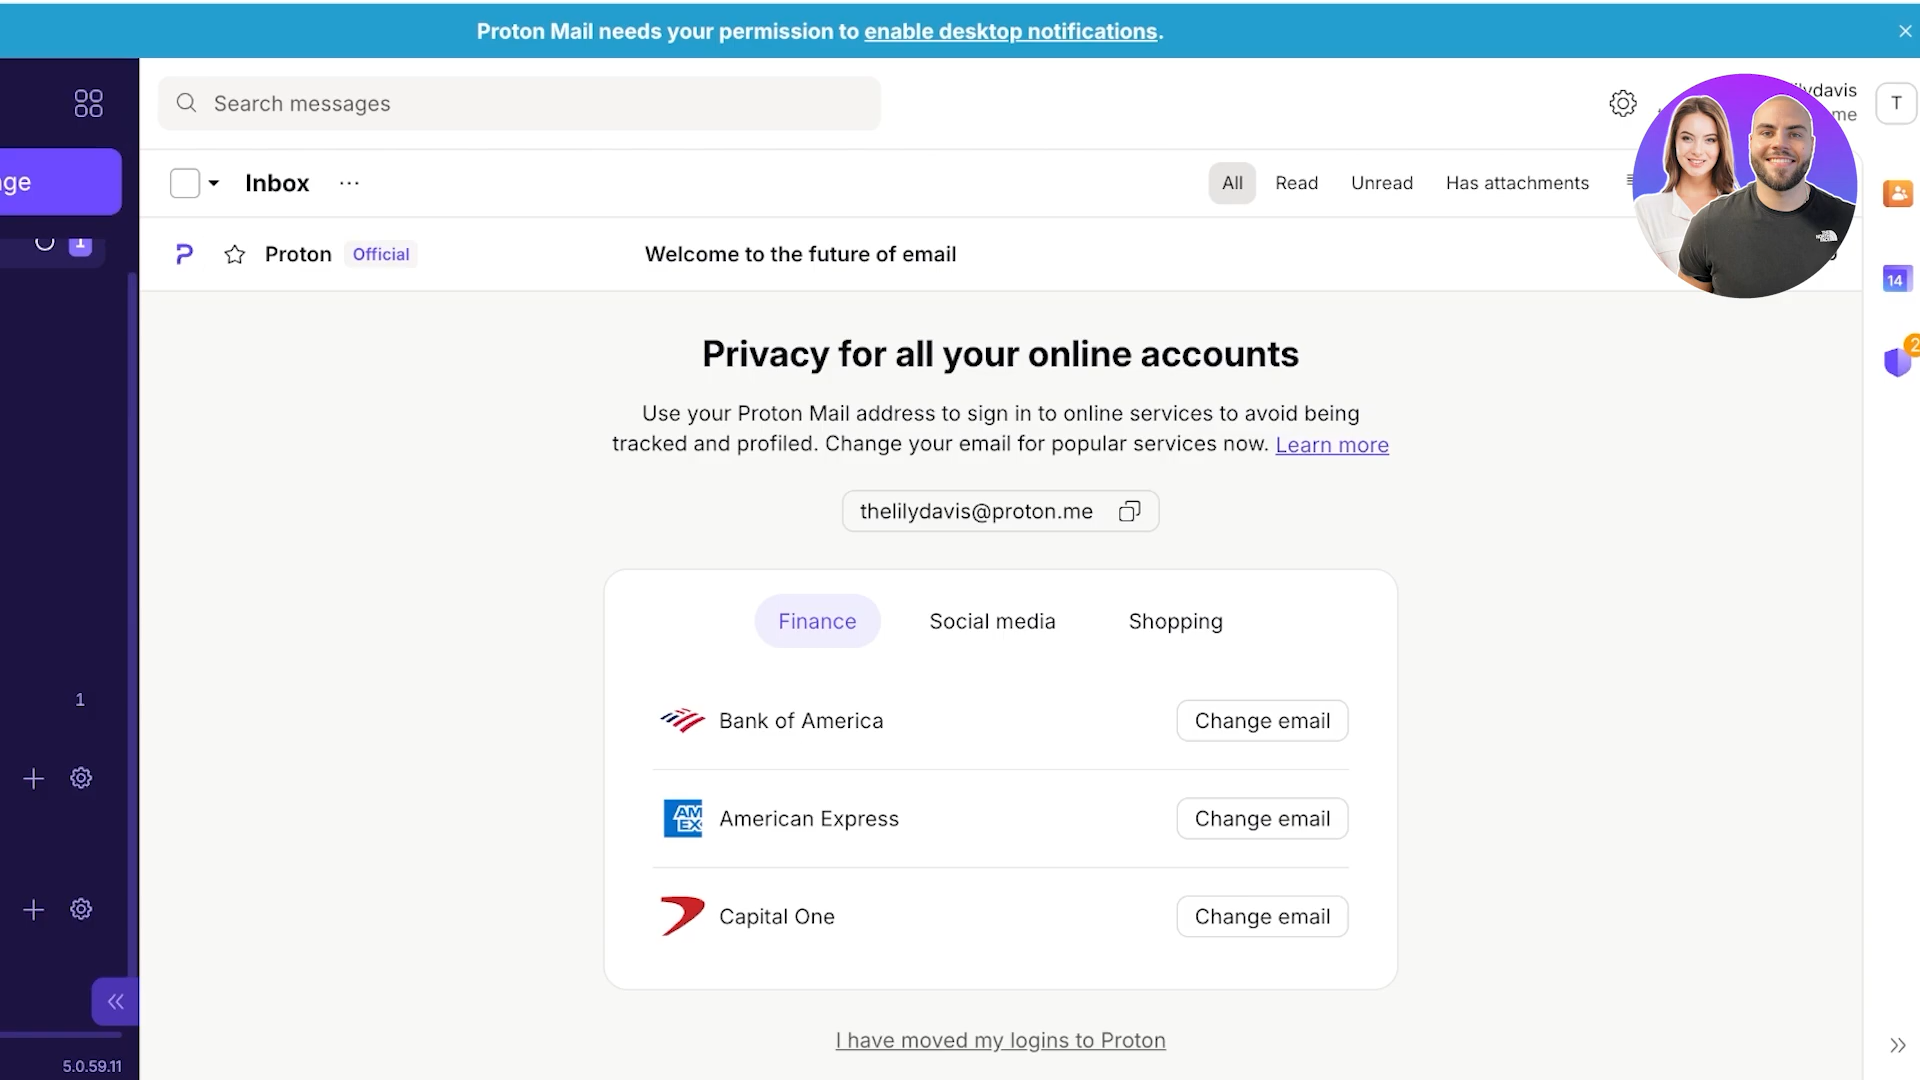 Proton Mail needs your permission to enable desktop notifications.
Search messages
T
Inbox
All Read Unread Has attachments
Proton Official Welcome to the future of email
14
2
Privacy for all your online accounts
Use your Proton Mail address to sign in to online services to avoid being
tracked and profiled. Change your email for popular services now. Learn more
thelilydavis@proton.me
Finance Social media Shopping
1
Bank of America Change email
American Express Change email
AM
EX
Capital One Change email
I have moved my logins to Proton
5.0.59.11